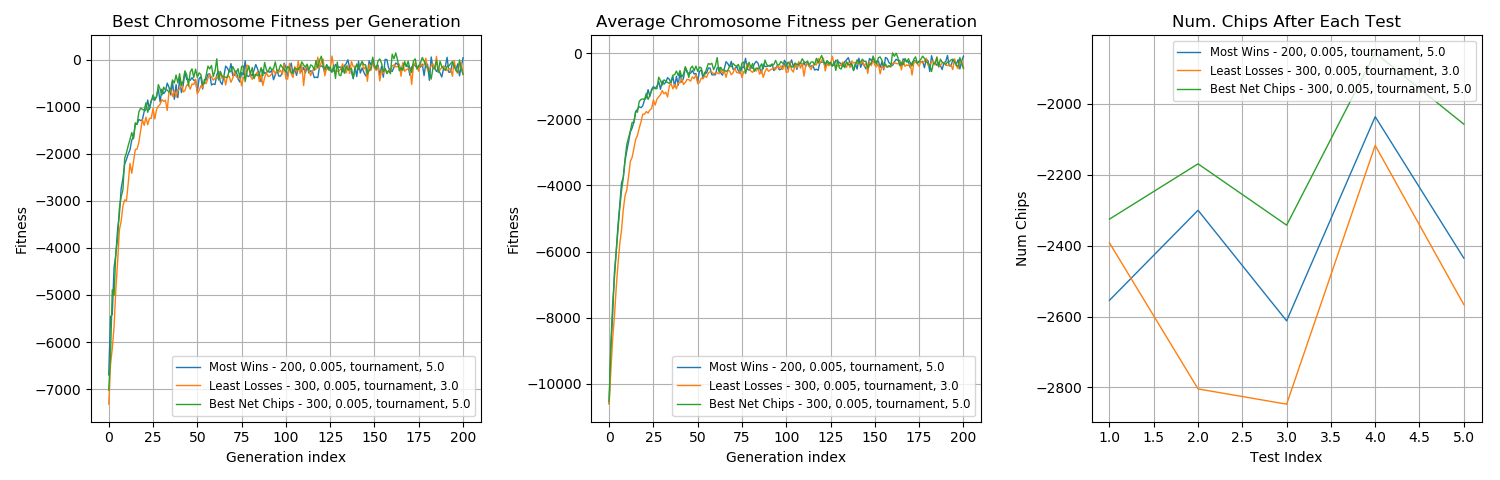 Best Chromosome Fitness per Generation
Fitness
0
−1000
−2000
−3000
−4000
−5000
−6000
−7000
Most Wins - 200, 0.005, tournament, 5.0
Least Losses - 300, 0.005, tournament, 3.0
Best Net Chips - 300, 0.005, tournament, 5.0
0 25 50 75 100 125 150 175 200
Generation index
Average Chromosome Fitness per Generation
Fitness
0
−2000
−4000
−6000
−8000
−10000
Most Wins - 200, 0.005, tournament, 5.0
Least Losses - 300, 0.005, tournament, 3.0
Best Net Chips - 300, 0.005, tournament, 5.0
0 25 50 75 100 125 150 175 200
Generation index
Num. Chips After Each Test
Most Wins - 200, 0.005, tournament, 5.0
Least Losses - 300, 0.005, tournament, 3.0
Best Net Chips - 300, 0.005, tournament, 5.0
Num Chips
−2000
−2200
−2400
−2600
−2800
1.0 1.5 2.0 2.5 3.0 3.5 4.0 4.5 5.0
Test Index